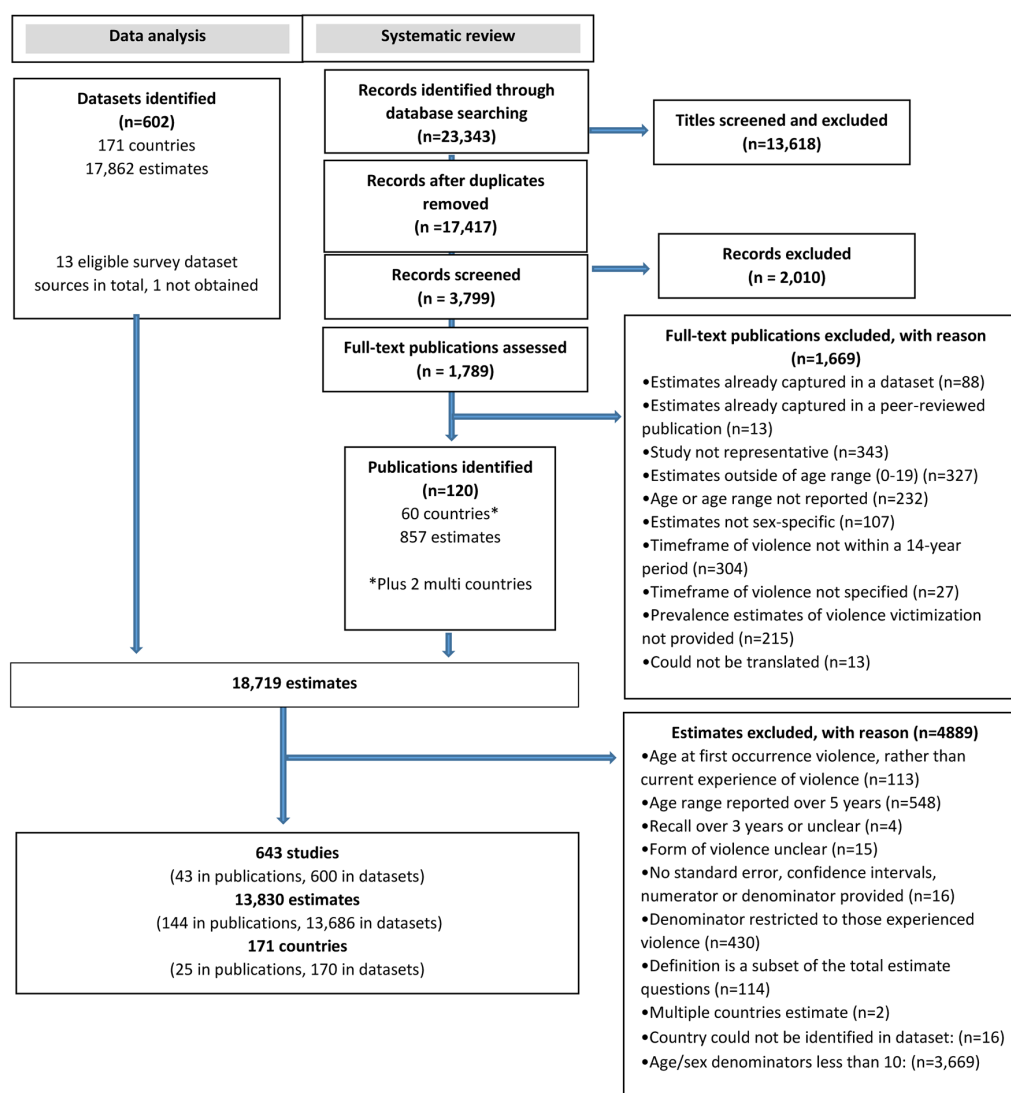 Data analysis
Systematic review
Datasets identified
(n=602)
171 countries
17,862 estimates
13 eligible survey dataset
sources in total, 1 not obtained
Records identified through
database searching
(n=23,343)
Titles screened and excluded
(n=13,618)
Records after duplicates
removed
(n =17,417)
Records screened
(n = 3,799)
Records excluded
(n = 2,010)
Full-text publications assessed
(n = 1,789)
Full-text publications excluded, with reason
(n=1,669)
•Estimates already captured in a dataset (n=88)
•Estimates already captured in a peer-reviewed
publication (n=13)
•Study not representative (n=343)
•Estimates outside of age range (0-19) (n=327)
•Age or age range not reported (n=232)
•Estimates not sex-specific (n=107)
•Timeframe of violence not within a 14-year
period (n=304)
•Timeframe of violence not specified (n=27)
•Prevalence estimates of violence victimization
not provided (n=215)
•Could not be translated (n=13)
Publications identified
(n=120)
60 countries*
857 estimates
*Plus 2 multi countries
18,719 estimates
Estimates excluded, with reason (n=4889)
•Age at first occurrence violence, rather than
current experience of violence (n=113)
•Age range reported over 5 years (n=548)
•Recall over 3 years or unclear (n=4)
•Form of violence unclear (n=15)
•No standard error, confidence intervals,
numerator or denominator provided (n=16)
•Denominator restricted to those experienced
violence (n=430)
•Definition is a subset of the total estimate
questions (n=114)
•Multiple countries estimate (n=2)
•Country could not be identified in dataset: (n=16)
•Age/sex denominators less than 10: (n=3,669)
643 studies
(43 in publications, 600 in datasets)
13,830 estimates
(144 in publications, 13,686 in datasets)
171 countries
(25 in publications, 170 in datasets)